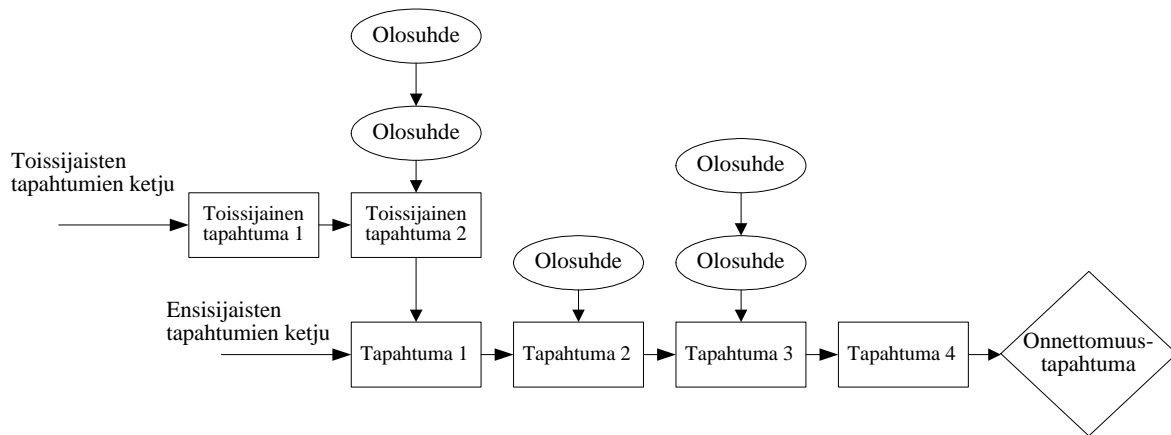 Olosuhde
Olosuhde
Toissijaisten
tapahtumien ketju
Toissijainen
tapahtuma 1
Toissijainen
tapahtuma 2
Olosuhde
Olosuhde
Olosuhde
Ensisijaisten
tapahtumien ketju
Tapahtuma 1
Tapahtuma 2
Tapahtuma 3
Tapahtuma 4
Onnettomuus-
tapahtuma